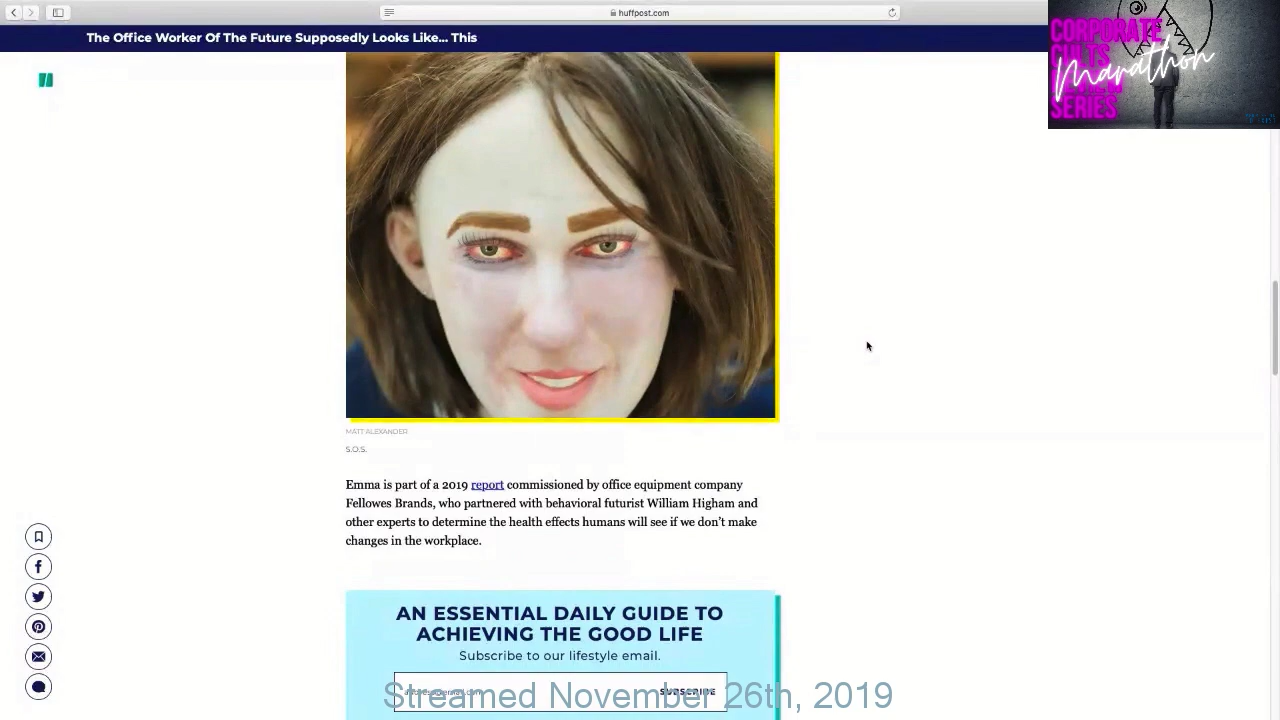 huffpost.com
The Office Worker Of The Future Supposedly Looks Like... This
CORPORATE
CULTS
Marathon
SERIES
MATT ALEXANDER
S.O.S.
Emma is part of a 2019 report commissioned by office equipment company
Fellowes Brands, who partnered with behavioral futurist William Higham and
other experts to determine the health effects humans will see if we don't make
changes in the workplace.
AN ESSENTIAL DAILY GUIDE TO
ACHIEVING THE GOOD LIFE
Subscribe to our lifestyle email.
SUBSCRIBE
Streamed November 26th, 2019